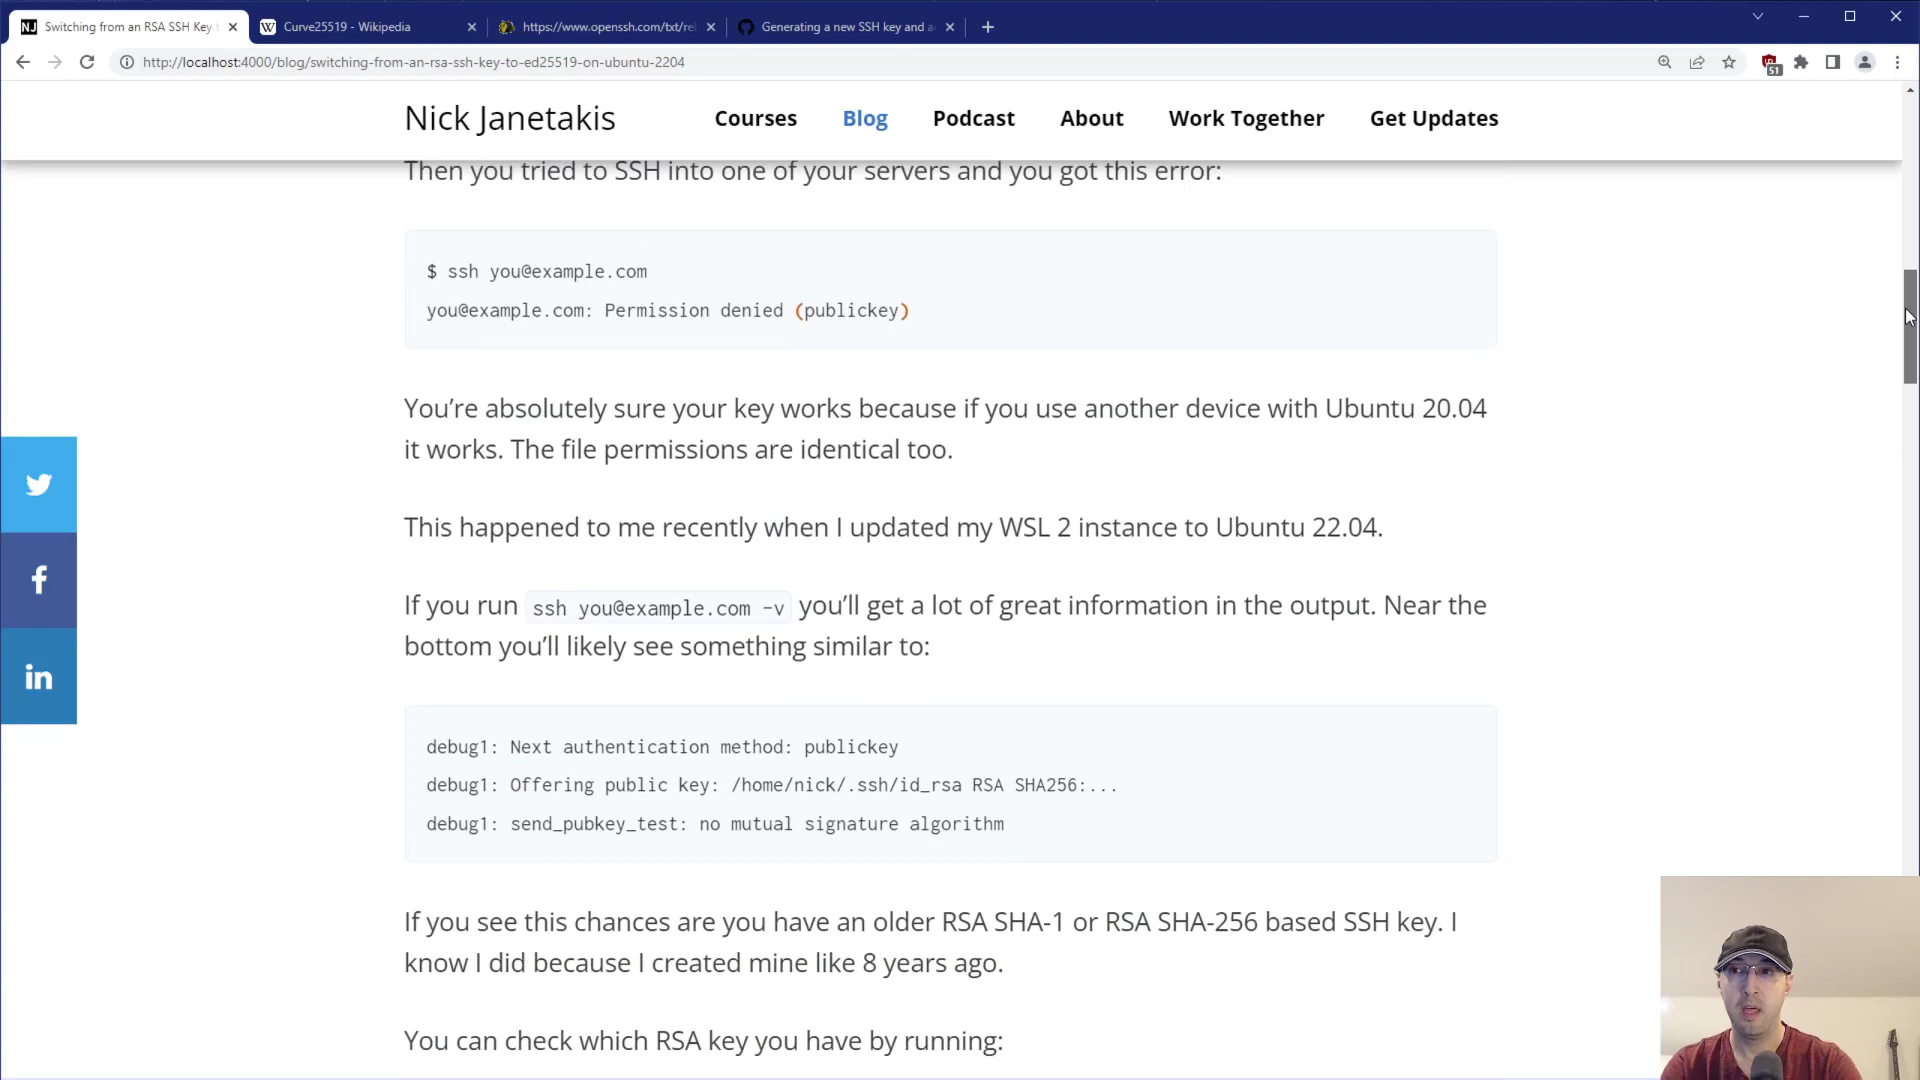 NJ Switching from an RSA SSH Key t
W Curve25519 - Wikipedia
https://www.openssh.com/txt/rel
Generating a new SSH key and a
http://localhost:4000/blog/switching-from-an-rsa-ssh-key-to-ed25519-on-ubuntu-2204
51
Nick Janetakis
Courses
Blog
Podcast
About
Work Together
Get Updates
Then you tried to SSH into one of your servers and you got this error:
$ ssh you@example.com
you@example.com: Permission denied (publickey)
You’re absolutely sure your key works because if you use another device with Ubuntu 20.04
it works. The file permissions are identical too.
This happened to me recently when I updated my WSL 2 instance to Ubuntu 22.04.
If you run ssh you@example.com -v you’ll get a lot of great information in the output. Near the
bottom you’ll likely see something similar to:
debug1: Next authentication method: publickey
debug1: Offering public key: /home/nick/.ssh/id_rsa RSA SHA256:...
debug1: send_pubkey_test: no mutual signature algorithm
If you see this chances are you have an older RSA SHA-1 or RSA SHA-256 based SSH key. I
know I did because I created mine like 8 years ago.
You can check which RSA key you have by running: